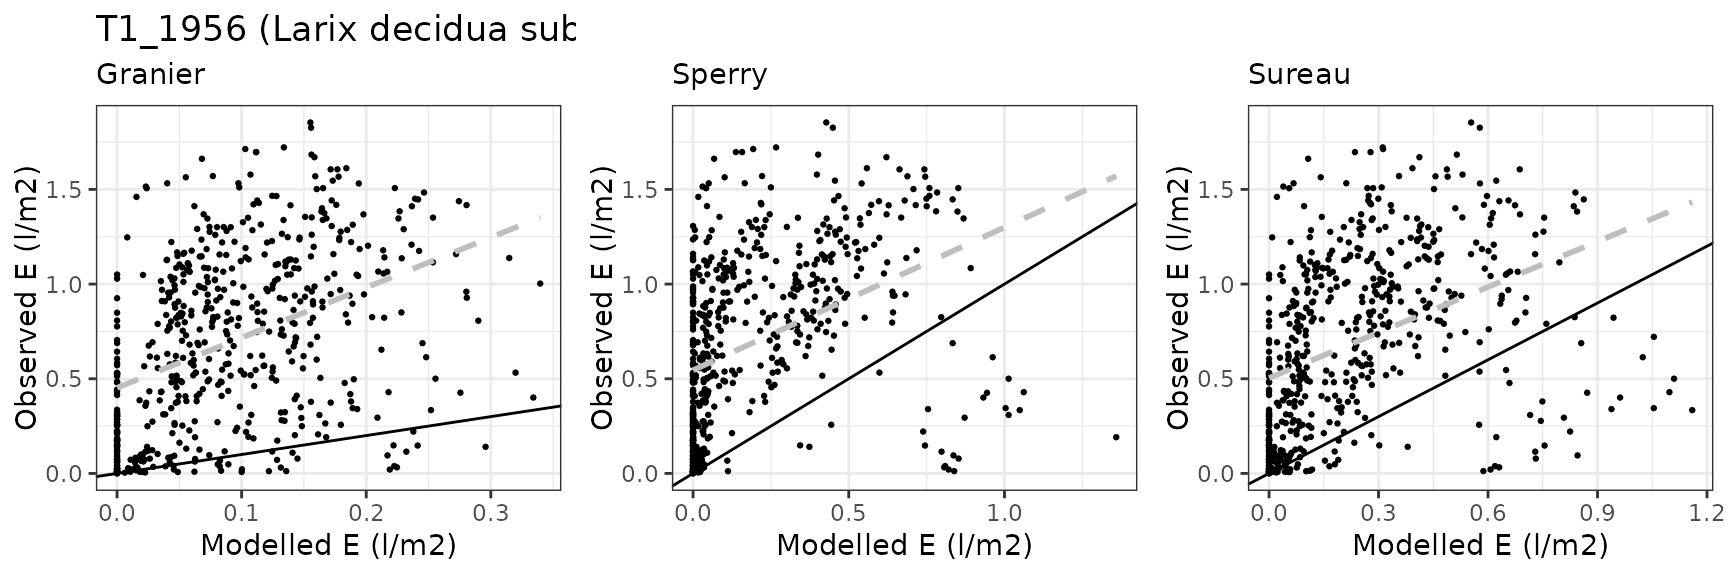 T1_1956 (Larix decidua sub
Granier
Sperry
Sureau
Observed E (l/m2)
1.5
1.0
0.5
0.0
0.0 0.1 0.2 0.3
Modelled E (l/m2)
Observed E (l/m2)
1.5
1.0
0.5
0.0
0.0 0.5 1.0
Modelled E (l/m2)
Observed E (l/m2)
1.5
1.0
0.5
0.0
0.0 0.3 0.6 0.9 1.2
Modelled E (l/m2)